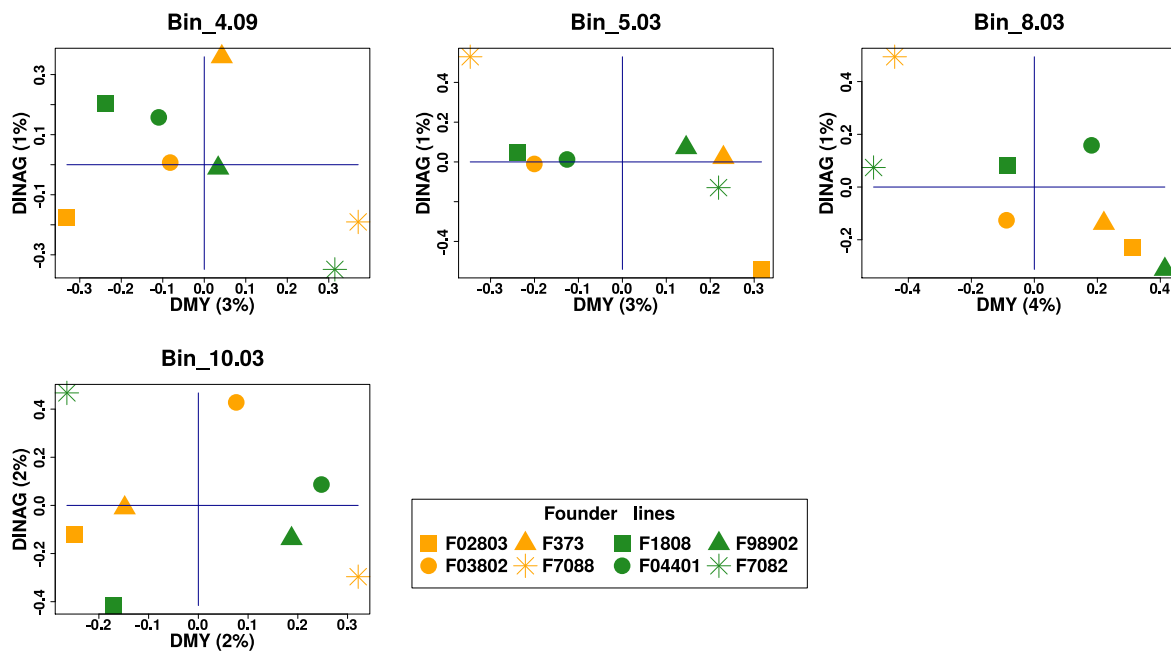 Bin_4.09
Bin_5.03
Bin_8.03
DINAG (1%)
-0.3 -0.1 0.1 0.3
-0.3 -0.2 -0.1 0.0 0.1 0.2 0.3
DMY (3%)
DINAG (1%)
-0.4 0.0 0.2 0.4
-0.3 -0.2 -0.1 0.0 0.1 0.2 0.3
DMY (3%)
DINAG (1%)
-0.2 0.0 0.2 0.4
-0.4 -0.2 0.0 0.2 0.4
DMY (4%)
Bin_10.03
DINAG (2%)
-0.4 -0.2 0.0 0.2 0.4
-0.2 -0.1 0.0 0.1 0.2 0.3
DMY (2%)
Founder lines
F02803 F373 F1808 F98902
F03802 F7088 F04401 F7082